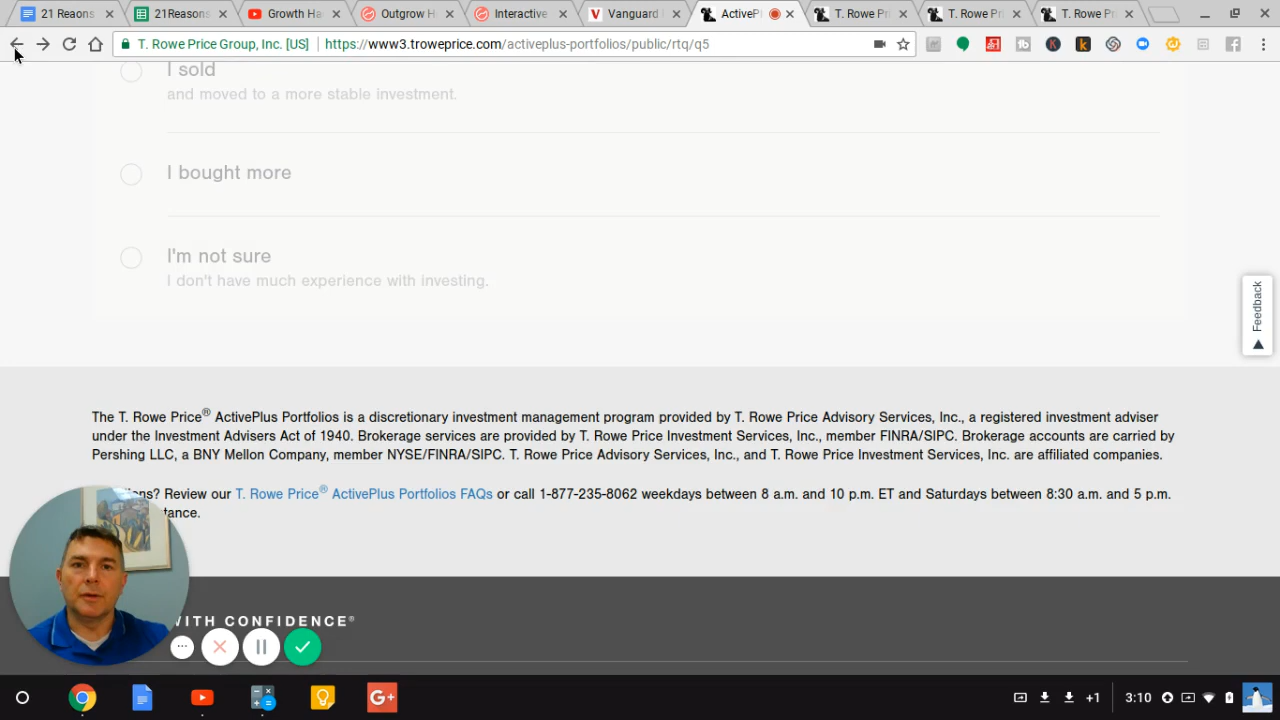 21 Reaons
21Reasons
Growth Ha
Outgrow H
Interactive
Vanguard
ActiveP
T. Rowe Pri
T. Rowe Pri
T. Rowe Pri
T. Rowe Price Group, Inc. [US] https://www3.troweprice.com/activeplus-portfolios/public/rtq/q5
I sold
and moved to a more stable investment.
I bought more
I'm not sure
I don't have much experience with investing.
Feedback
The T. Rowe Price® ActivePlus Portfolios is a discretionary investment management program provided by T. Rowe Price Advisory Services, Inc., a registered investment adviser
under the Investment Advisers Act of 1940. Brokerage services are provided by T. Rowe Price Investment Services, Inc., member FINRA/SIPC. Brokerage accounts are carried by
Pershing LLC, a BNY Mellon Company, member NYSE/FINRA/SIPC. T. Rowe Price Advisory Services, Inc., and T. Rowe Price Investment Services, Inc. are affiliated companies.
ons? Review our T. Rowe Price® ActivePlus Portfolios FAQs or call 1-877-235-8062 weekdays between 8 a.m. and 10 p.m. ET and Saturdays between 8:30 a.m. and 5 p.m.
tance.
WITH CONFIDENCE®
+1 3:10